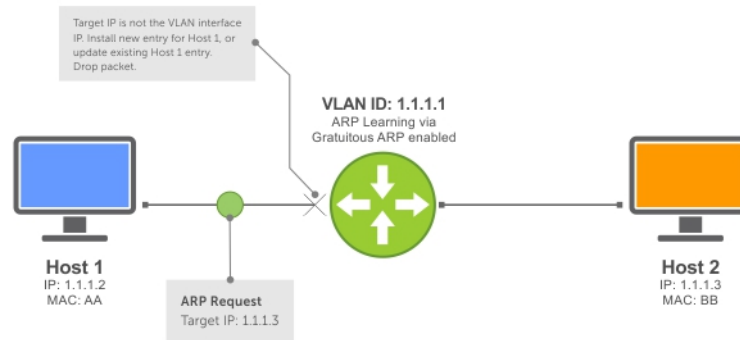 Target IP is not the VLAN interface
IP. Install new entry for Host 1, or
update existing Host 1 entry.
Drop packet.
VLAN ID: 1.1.1.1
ARP Learning via
Gratuitous ARP enabled
Host 1
IP: 1.1.1.2
MAC: AA
ARP Request
Target IP: 1.1.1.3
Host 2
IP: 1.1.1.3
MAC: BB